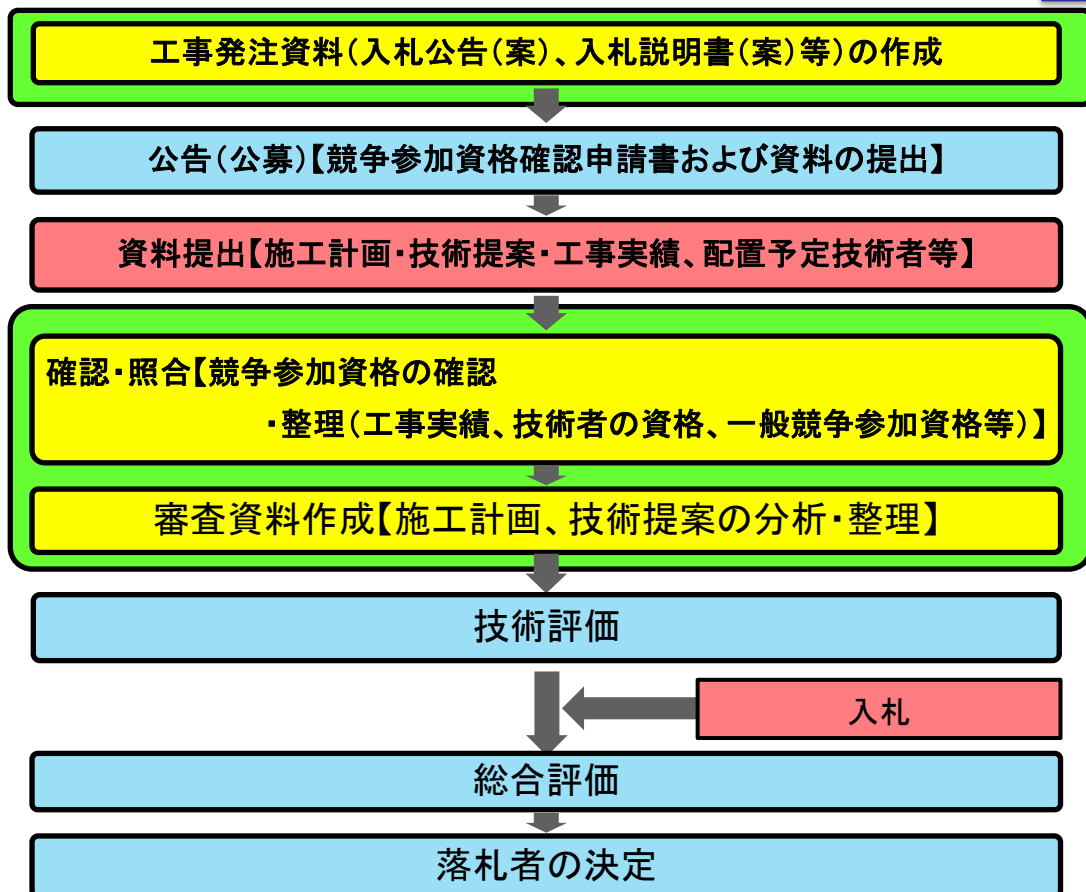 工事発注資料（入札公告（案）、入札説明書（案）等）の作成
公告（公募）【競争参加資格確認申請書および資料の提出】
資料提出【施工計画・技術提案・工事実績、配置予定技術者等】
確認・照合【競争参加資格の確認
・整理（工事実績、技術者の資格、一般競争参加資格等）】
審査資料作成【施工計画、技術提案の分析・整理】
技術評価
入札
総合評価
落札者の決定